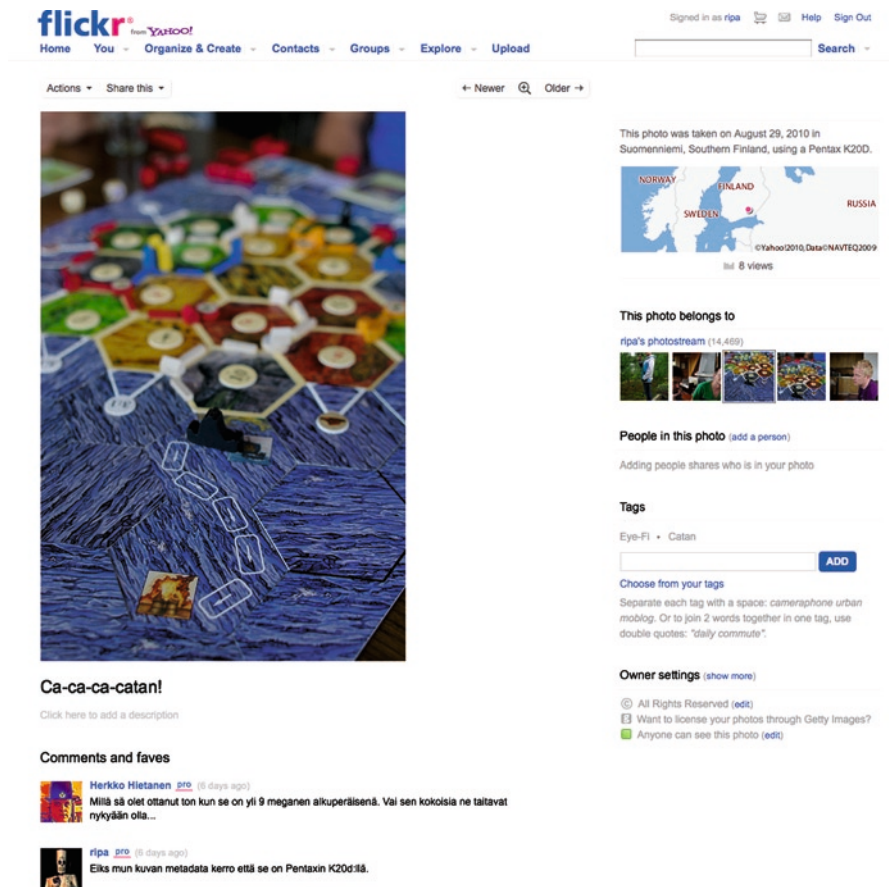 flickr from YAHOO!
Signed in as ripa Help Sign Out
Home You Organize & Create Contacts Groups Explore Upload
Search
Actions Share this
← Newer Older →
This photo was taken on August 29, 2010 in
Suomenniemi, Southern Finland, using a Pentax K20D.
NORWAY
FINLAND
SWEDEN
RUSSIA
©Yahoo!2010,Data©NAVTEQ2009
8 views
This photo belongs to
ripa's photostream (14,469)
People in this photo (add a person)
Adding people shares who is in your photo
Tags
Eye-Fi • Catan
ADD
Choose from your tags
Separate each tag with a space: cameraphone urban
moblog. Or to join 2 words together in one tag, use
double quotes: "daily commute".
Owner settings (show more)
© All Rights Reserved (edit)
Want to license your photos through Getty Images?
Anyone can see this photo (edit)
Ca-ca-ca-catan!
Click here to add a description
Comments and faves
Herkko Hietanen pro (6 days ago)
Millä sä olet ottanut ton kun se on yli 9 meganen alkuperäisenä. Vai sen kokoisia ne taitavat
nykyään olla...
ripa pro (6 days ago)
Eiks mun kuvan metadata kerro että se on Pentaxin K20d:llä.